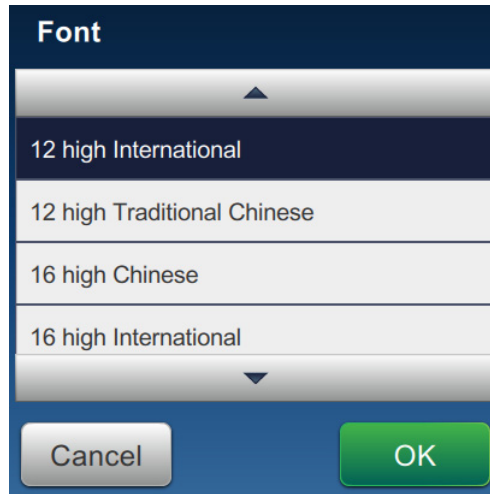 Font
12 high International
12 high Traditional Chinese
16 high Chinese
16 high International
Cancel
OK